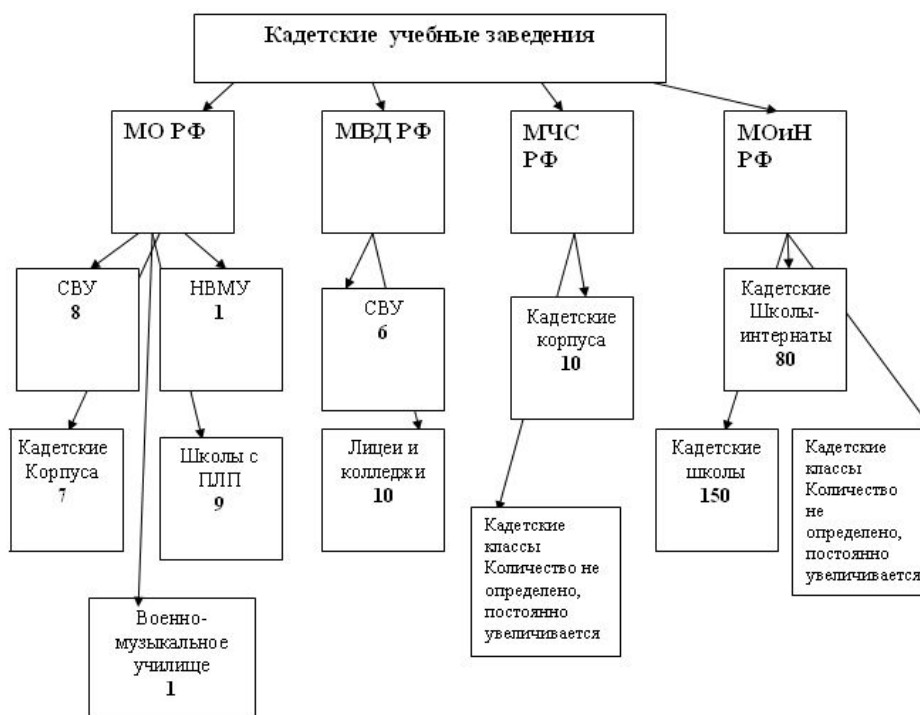 Кадетские учебные заведения
МО РФ
МВД РФ
МЧС
РФ
МОиН
РФ
СВУ
8
НВМУ
1
СВУ
6
Кадетские
корпуса
10
Кадетские
Школы-
интернаты
80
Кадетские
Корпуса
7
Школы с
ПЛП
9
Лицеи и
колледжи
10
Кадетские
школы
150
Кадетские
классы
Количество
не
определено,
постоянно
увеличивается
Кадетские
классы
Количество не
определено,
постоянно
увеличивается
Военно-
музыкальное
училище
1